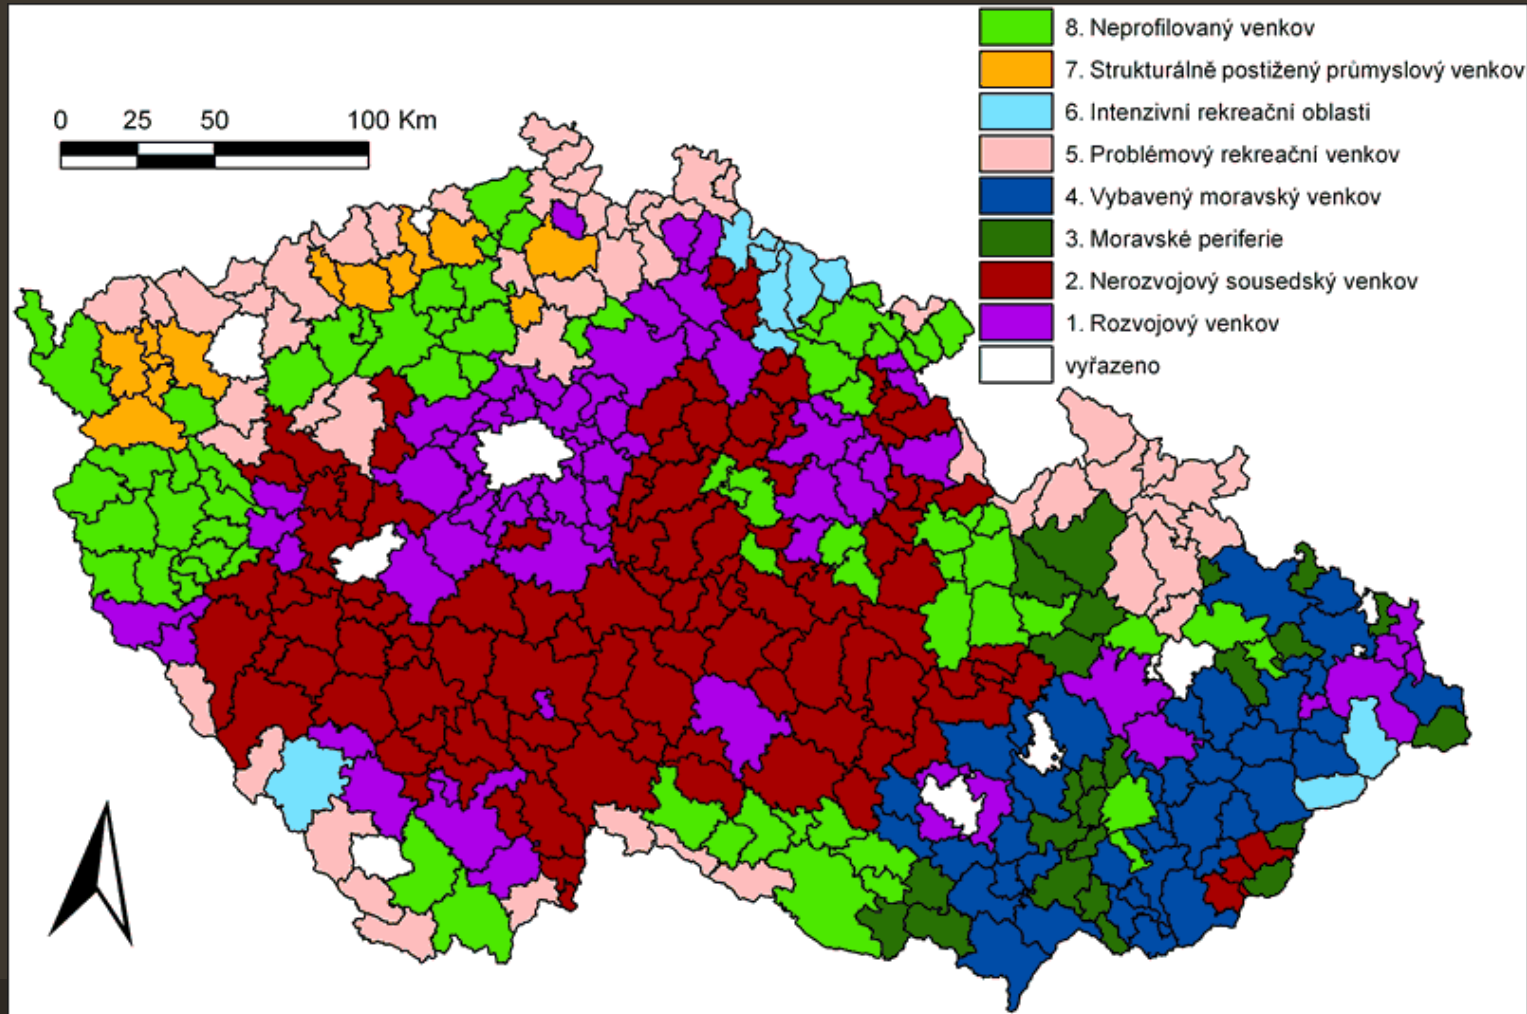 8. Neprofilovaný venkov
7. Strukturálně postižený průmyslový venkov
6. Intenzivní rekreační oblasti
5. Problémový rekreační venkov
4. Vybavený moravský venkov
3. Moravské periferie
2. Nerozvojový sousedský venkov
1. Rozvojový venkov
vyřazeno
0 25 50 100 Km